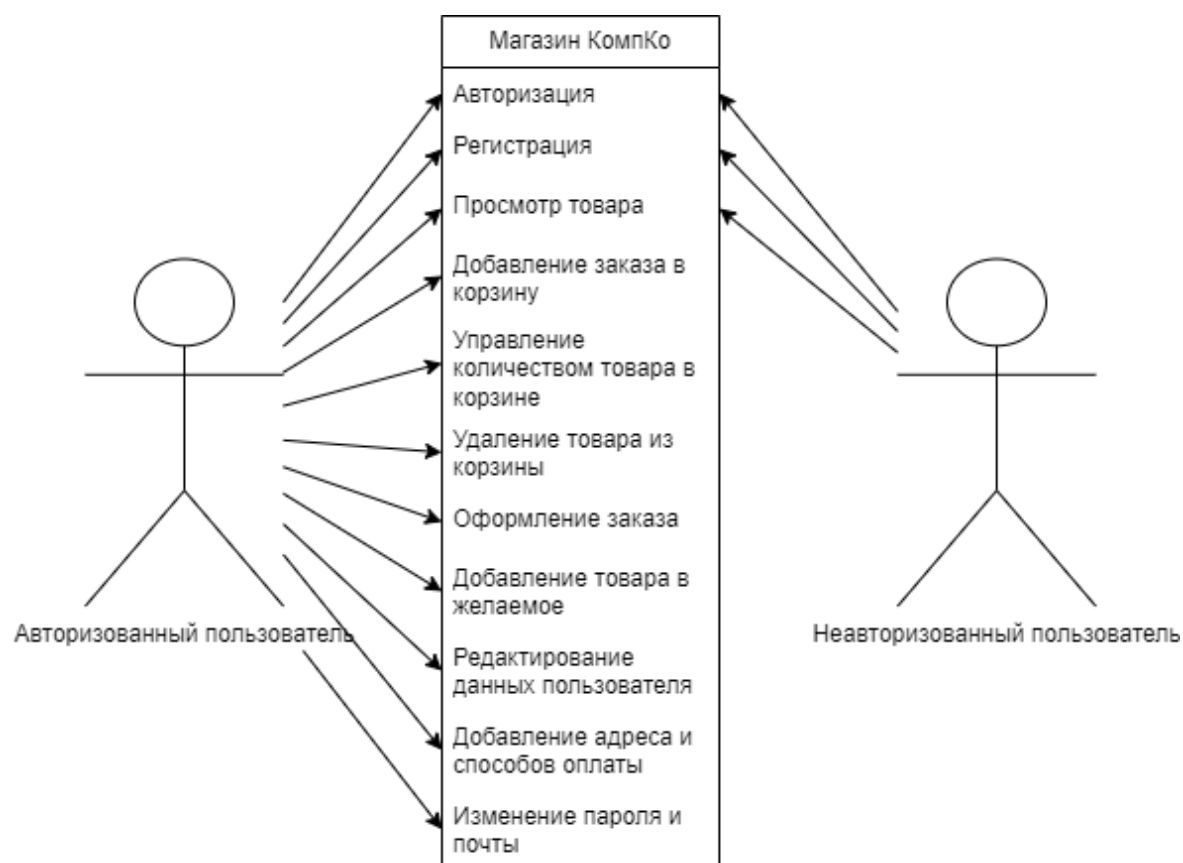 Магазин КомпКо
Авторизация
Регистрация
Просмотр товара
Добавление заказа в
корзину
Управление
количеством товара в
корзине
Удаление товара из
корзины
Оформление заказа
Добавление товара в
желаемое
Редактирование
данных пользователя
Добавление адреса и
способов оплаты
Изменение пароля и
почты
Авторизованный пользователь
Неавторизованный пользователь